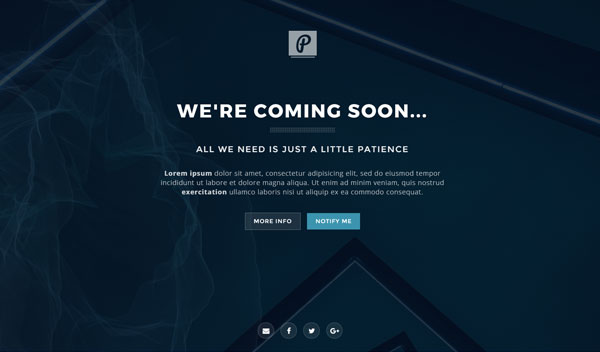 P
WE'RE COMING SOON...
ALL WE NEED IS JUST A LITTLE PATIENCE
Lorem ipsum dolor sit amet, consectetur adipisicing elit, sed do eiusmod tempor
incididunt ut labore et dolore magna aliqua. Ut enim ad minim veniam, quis nostrud
exercitation ullamco laboris nisi ut aliquip ex ea commodo consequat.
MORE INFO NOTIFY ME